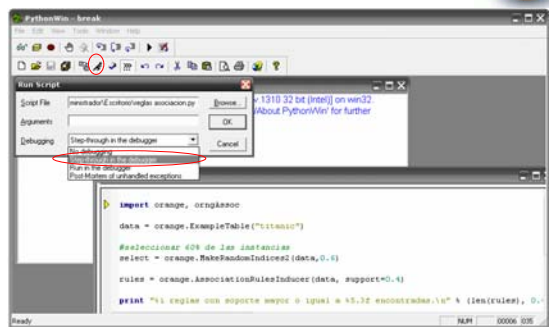 PythonWin - break
File Edit View Tools Window Help
Run Script
Script File ministrador\Escritorio\reglas asociacion.py Browse...
Arguments OK
Debugging Step-through in the debugger Cancel
No debugging
Step-through in the debugger
Run in the debugger
Post-Mortem of unhandled exceptions
v.1310 32 bit (Intel)] on win32.
'About PythonWin' for further
import orange, orngAssoc
data = orange.ExampleTable("titanic")
#seleccionar 60% de las instancias
select = orange.MakeRandomIndices2(data,0.6)
rules = orange.AssociationRulesInducer(data, support=0.4)
print "%i reglas con soporte mayor o igual a %5.3f encontradas.\n" % (len(rules), 0.
Ready NUM 00006 035